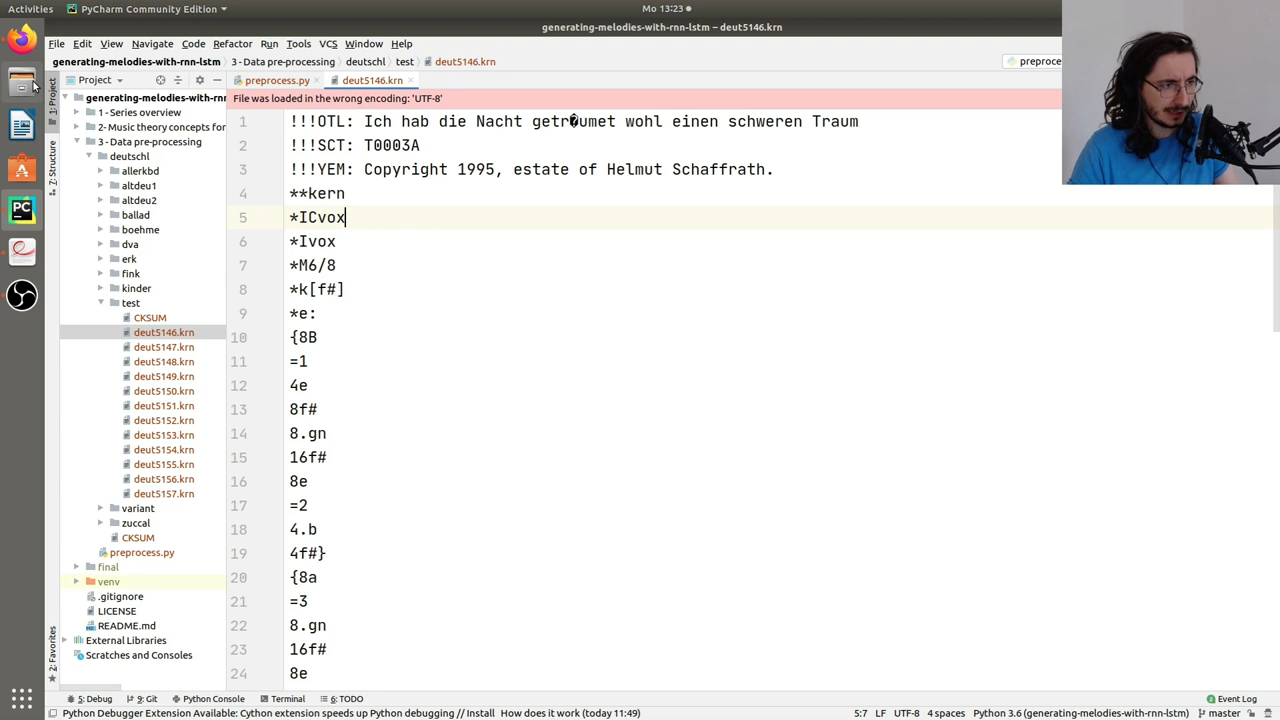 Activities
PyCharm Community Edition
Mo 13:23
generating-melodies-with-rnn-lstm – deut5146.krn
File Edit View Navigate Code Refactor Run Tools VCS Window Help
generating-melodies-with-rnn-lstm 3 - Data pre-processing deutschl test deut5146.krn
Project
preprocess.py
deut5146.krn
1: Project
7: Structure
2: Favorites
generating-melodies-with-rnn
1 - Series overview
2- Music theory concepts for
3 - Data pre-processing
deutschl
allerkbd
altdeu1
altdeu2
ballad
boehme
dva
erk
fink
kinder
test
CKSUM
deut5146.krn
deut5147.krn
deut5148.krn
deut5149.krn
deut5150.krn
deut5151.krn
deut5152.krn
deut5153.krn
deut5154.krn
deut5155.krn
deut5156.krn
deut5157.krn
variant
zuccal
CKSUM
preprocess.py
final
venv
.gitignore
LICENSE
README.md
External Libraries
Scratches and Consoles
File was loaded in the wrong encoding: 'UTF-8'
1 !!!OTL: Ich hab die Nacht getr�umet wohl einen schweren Traum
2 !!!SCT: T0003A
3 !!!YEM: Copyright 1995, estate of Helmut Schaffrath.
4 **kern
5 *ICvox
6 *Ivox
7 *M6/8
8 *k[f#]
9 *e:
10 {8B
11 =1
12 4e
13 8f#
14 8.gn
15 16f#
16 8e
17 =2
18 4.b
19 4f#}
20 {8a
21 =3
22 8.gn
23 16f#
24 8e
preproce
5: Debug 9: Git Python Console Terminal 6: TODO Event Log
Python Debugger Extension Available: Cython extension speeds up Python debugging // Install How does it work (today 11:49) 5:7 LF UTF-8 4 spaces Python 3.6 (generating-melodies-with-rnn-lstm) master